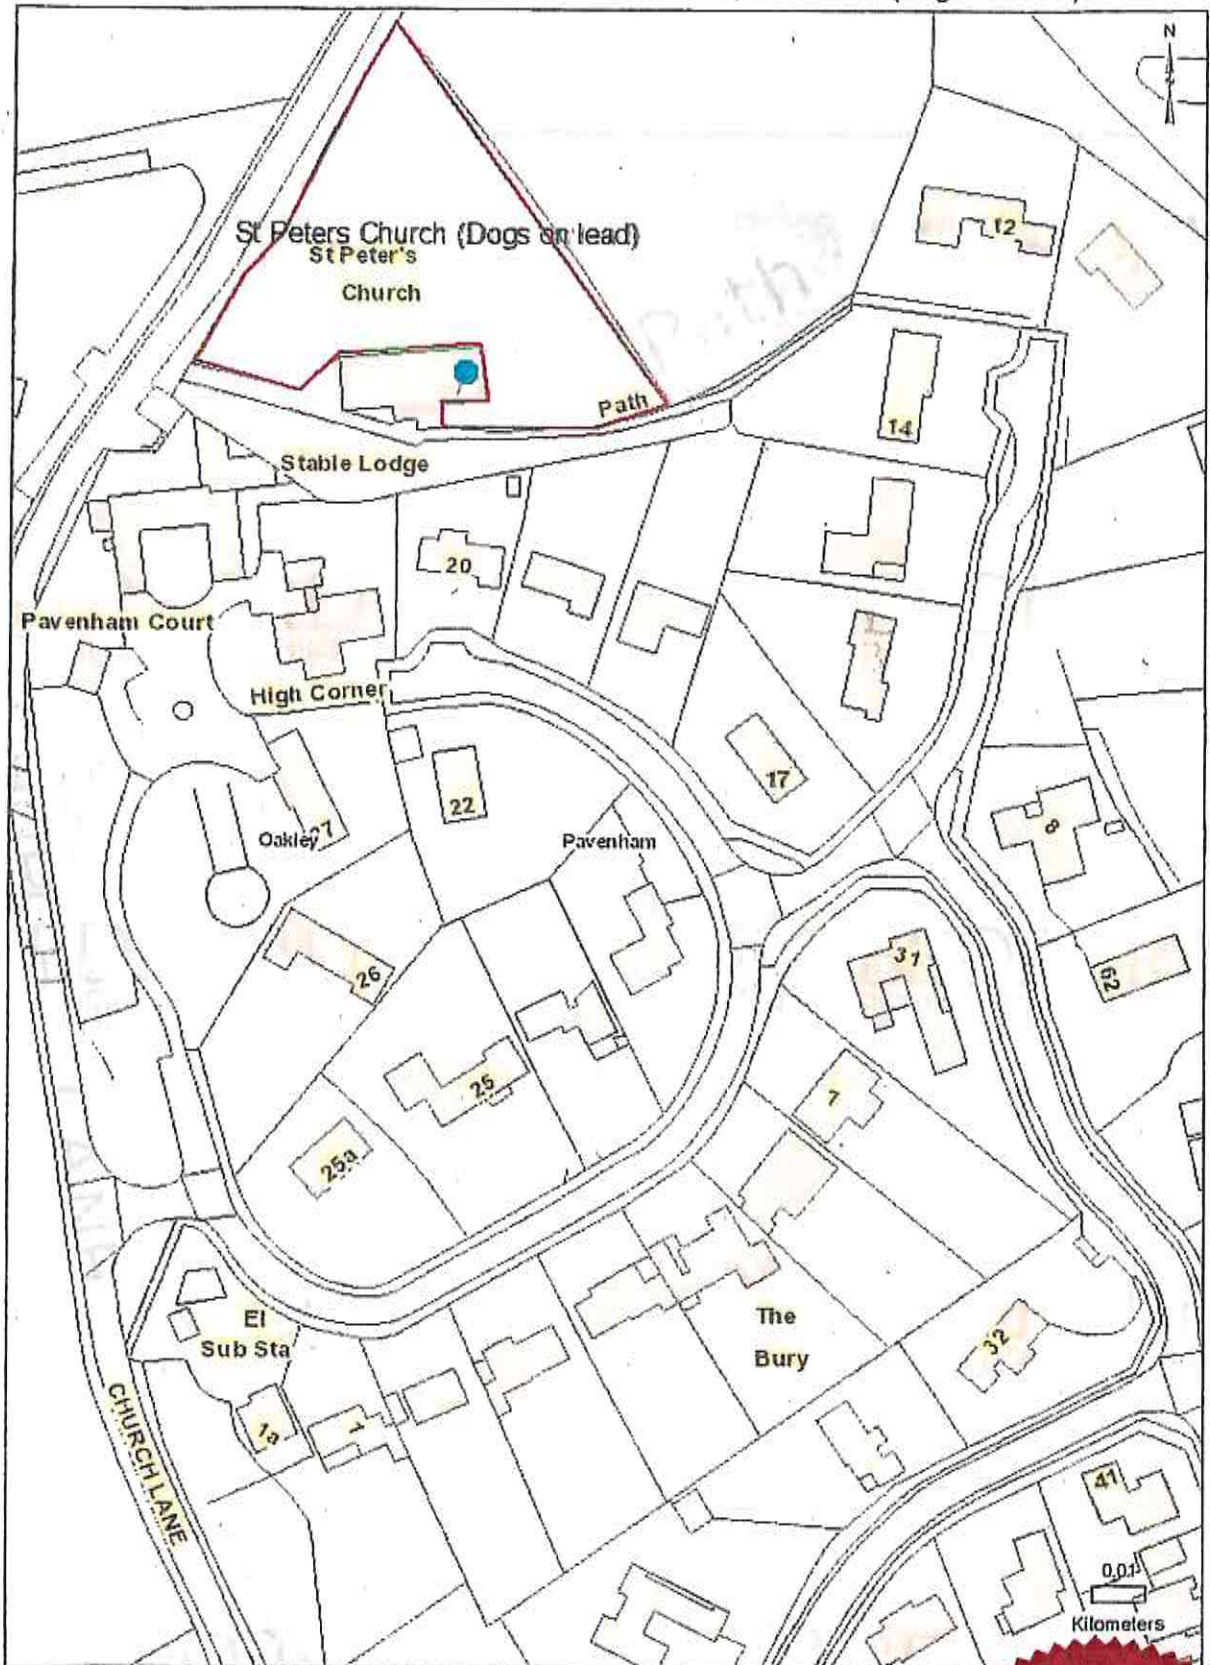 N
12
St Peters Church (Dogs on lead)
St Peter's
Church
Path
14
Stable Lodge
20
Pavenham Court
High Corner
17
22
27
Oakley
Pavenham
8
31
26
62
25
7
25a
El
Sub Sta
The
Bury
32
1a
1
CHURCH LANE
41
0.01
Kilometers